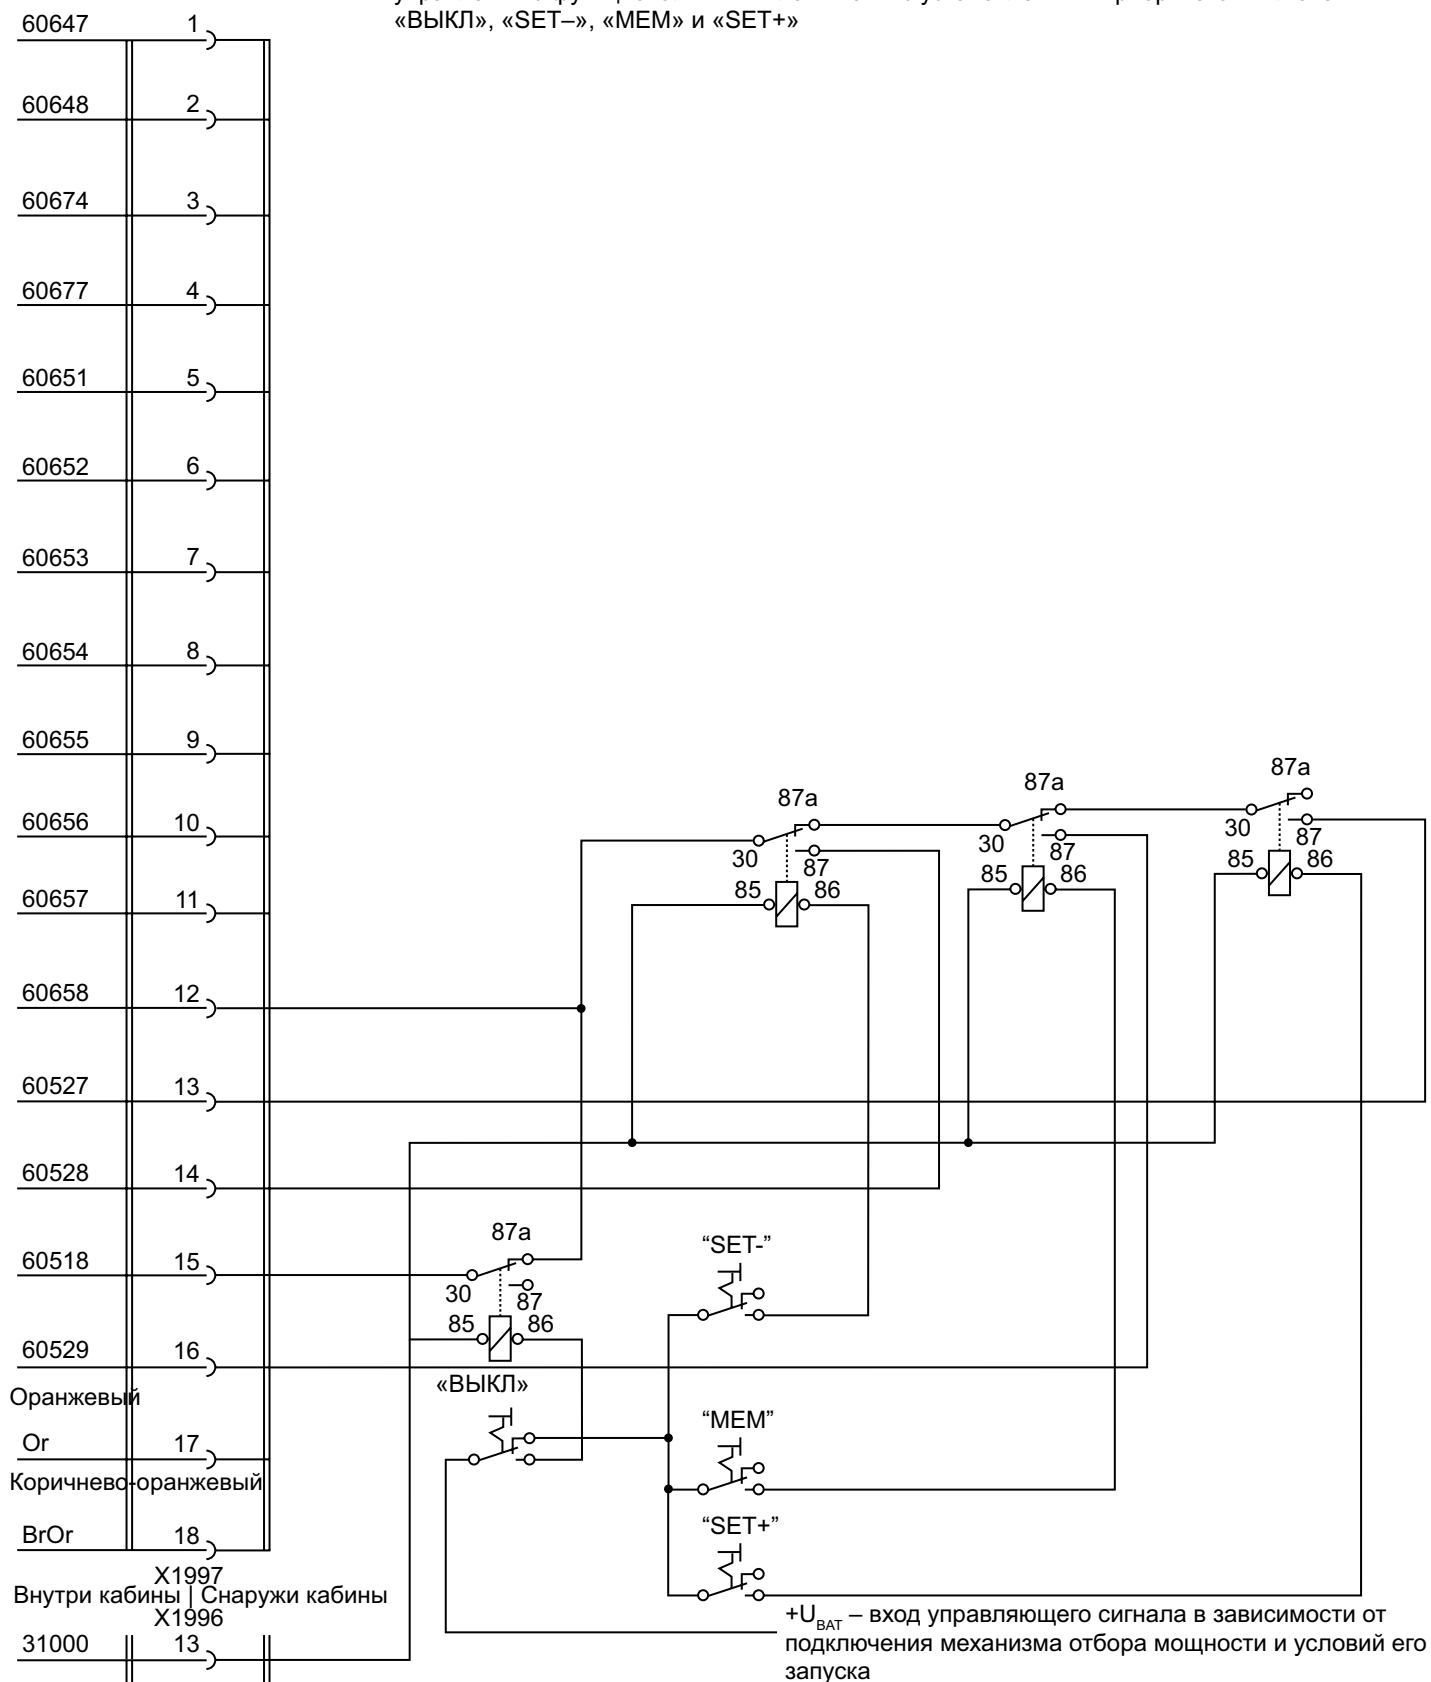 «ВЫКЛ», «SET–», «MEM» и «SET+»
60647 1
60648 2
60674 3
60677 4
60651 5
60652 6
60653 7
60654 8
60655 9
60656 10
60657 11
60658 12
60527 13
60528 14
60518 15
60529 16
Оранжевый
Or 17
Коричнево-оранжевый
BrOr 18
X1997
Внутри кабины | Снаружи кабины
X1996
31000 13
87a
30
87
85 86
87a
30
87
85 86
87a
30
87
85 86
87a
30
87
85 86
«ВЫКЛ»
“SET-”
“MEM”
“SET+”
+U BAT – вход управляющего сигнала в зависимости от
подключения механизма отбора мощности и условий его
запуска